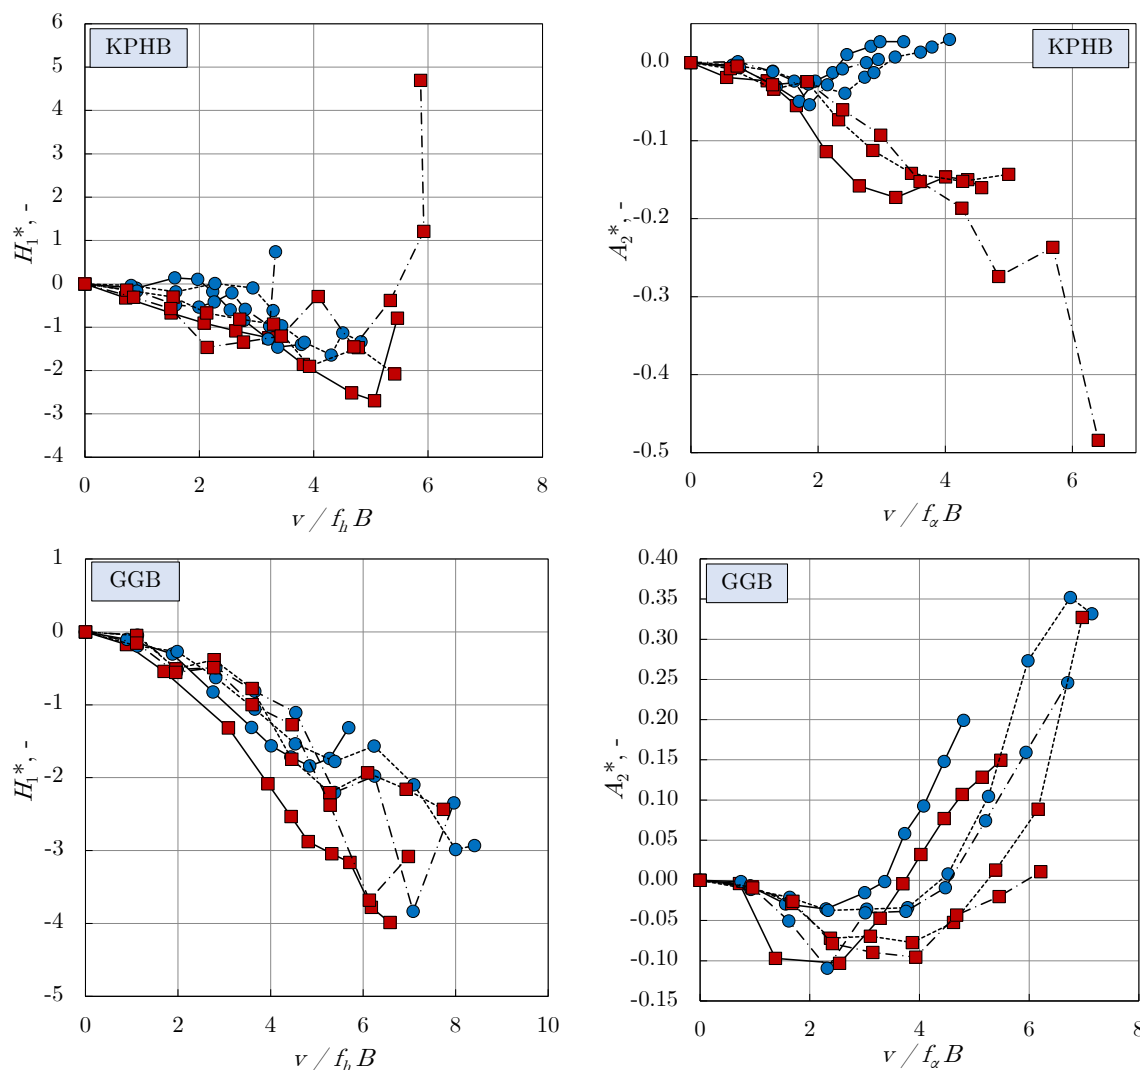 KPHB
H₁*, -
6
5
4
3
2
1
0
-1
-2
-3
-4
0 2 4 6 8
v / fₕ B
KPHB
A₂*, -
0.0
-0.1
-0.2
-0.3
-0.4
-0.5
0 2 4 6
v / f_α B
GGB
H₁*, -
1
0
-1
-2
-3
-4
-5
0 2 4 6 8 10
v / fₕ B
GGB
A₂*, -
0.40
0.35
0.30
0.25
0.20
0.15
0.10
0.05
0.00
-0.05
-0.10
-0.15
0 2 4 6 8
v / f_α B